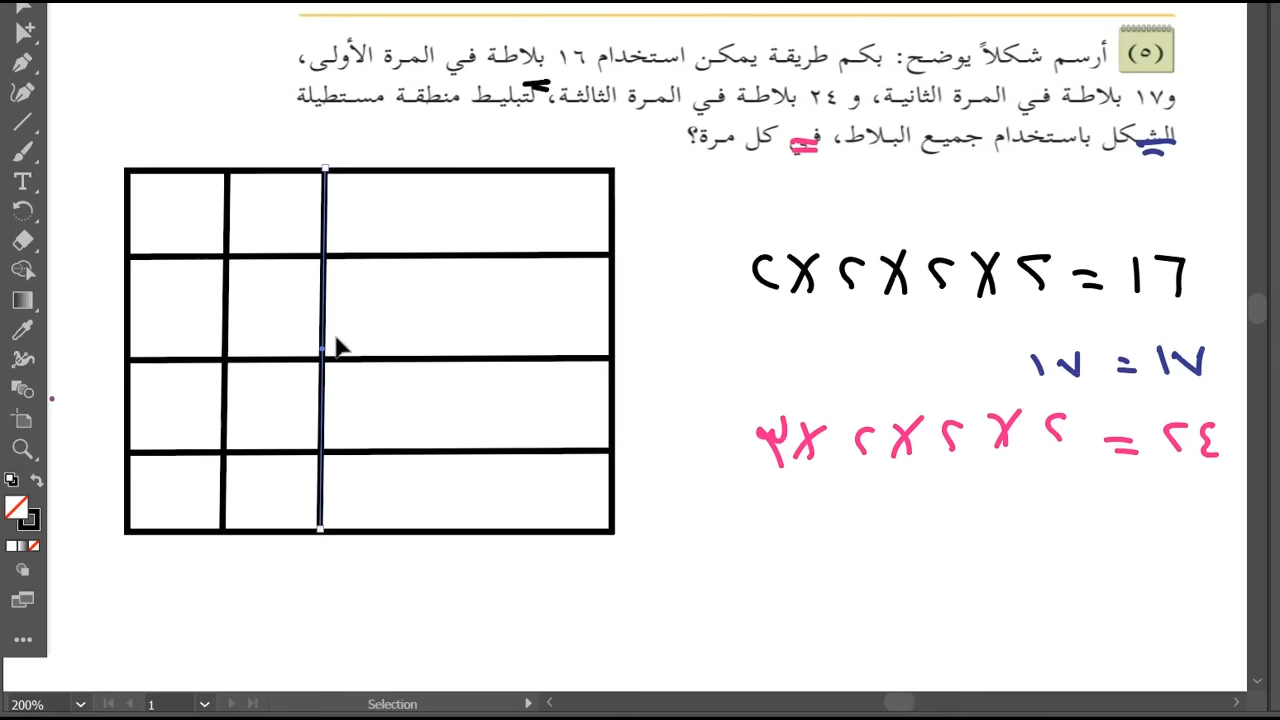 (٥) أرسم شكلاً يوضح: بكم طريقة يمكن استخدام ١٦ بلاطة في المرة الأولى،
و١٧ بلاطة في المرة الثانية، و ٢٤ بلاطة في المرة الثالثة، لتبليط منطقة مستطيلة
الشكل باستخدام جميع البلاط، في كل مرة؟
١٦ = ٢ × ٢ × ٢ × ٢
١٧ = ١٧
٢٤ = ٢ × ٢ × ٢ × ٣
200%
1
Selection